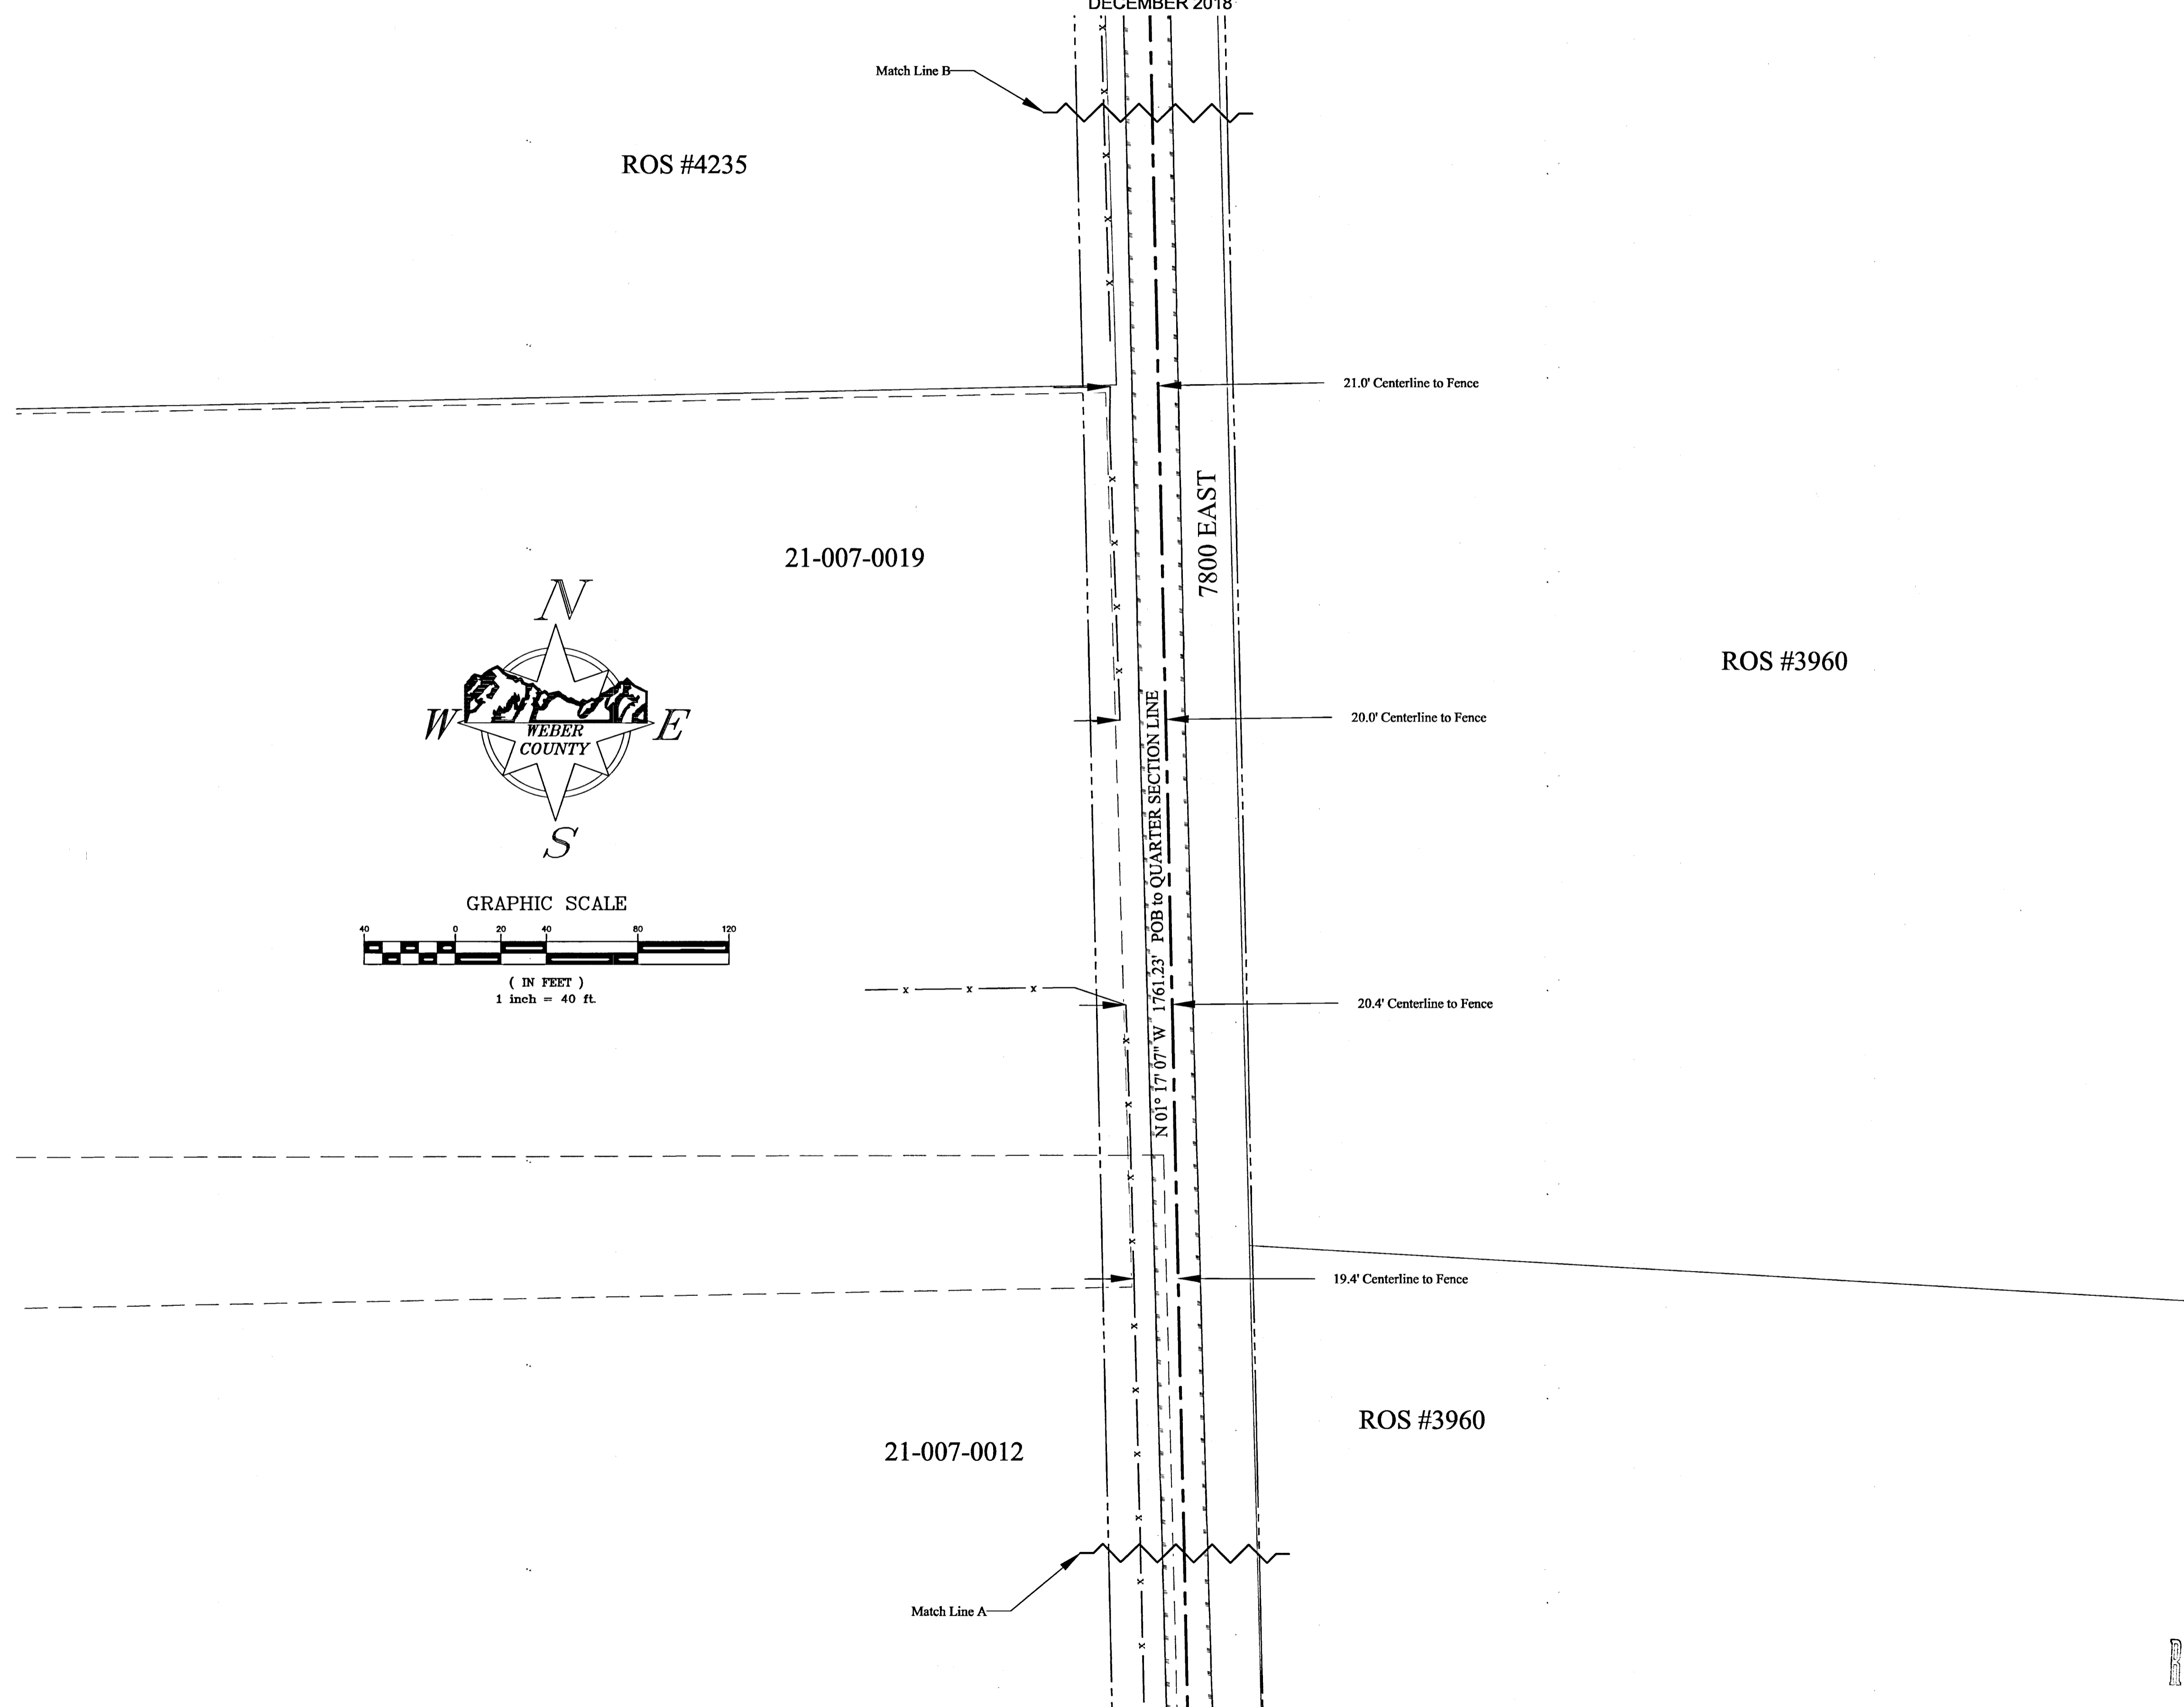 DECEMBER 2018
Match Line B
ROS #4235
21.0' Centerline to Fence
21-007-0019
7800 EAST
N
W
E
S
WEBER
COUNTY
ROS #3960
20.0' Centerline to Fence
N 01° 17' 07" W 1761.23' POB to QUARTER SECTION LINE
GRAPHIC SCALE
40 0 20 40 80 120
( IN FEET )
1 inch = 40 ft.
x x x
20.4' Centerline to Fence
19.4' Centerline to Fence
ROS #3960
21-007-0012
Match Line A